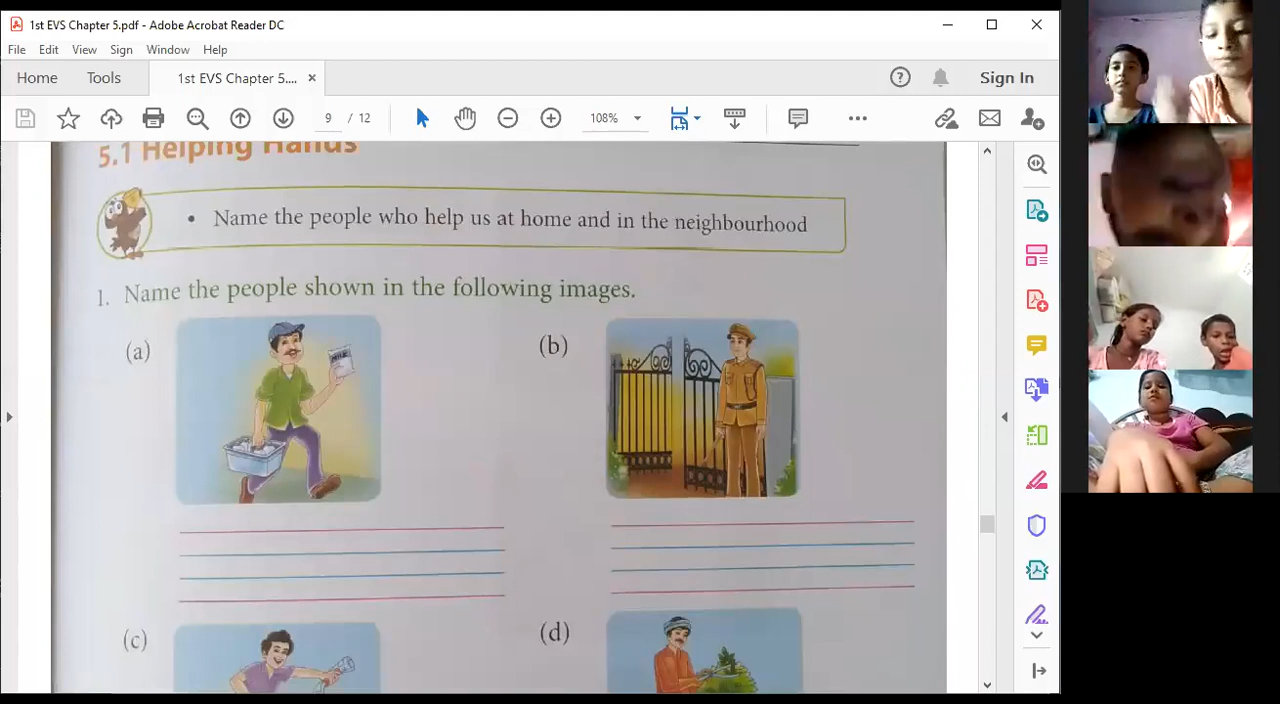 1st EVS Chapter 5.pdf - Adobe Acrobat Reader DC
File Edit View Sign Window Help
Home Tools 1st EVS Chapter 5.... × Sign In
9 / 12 108%
5.1 Helping Hands
• Name the people who help us at home and in the neighbourhood
1. Name the people shown in the following images.
(a) (b)
MILK
(c) (d)